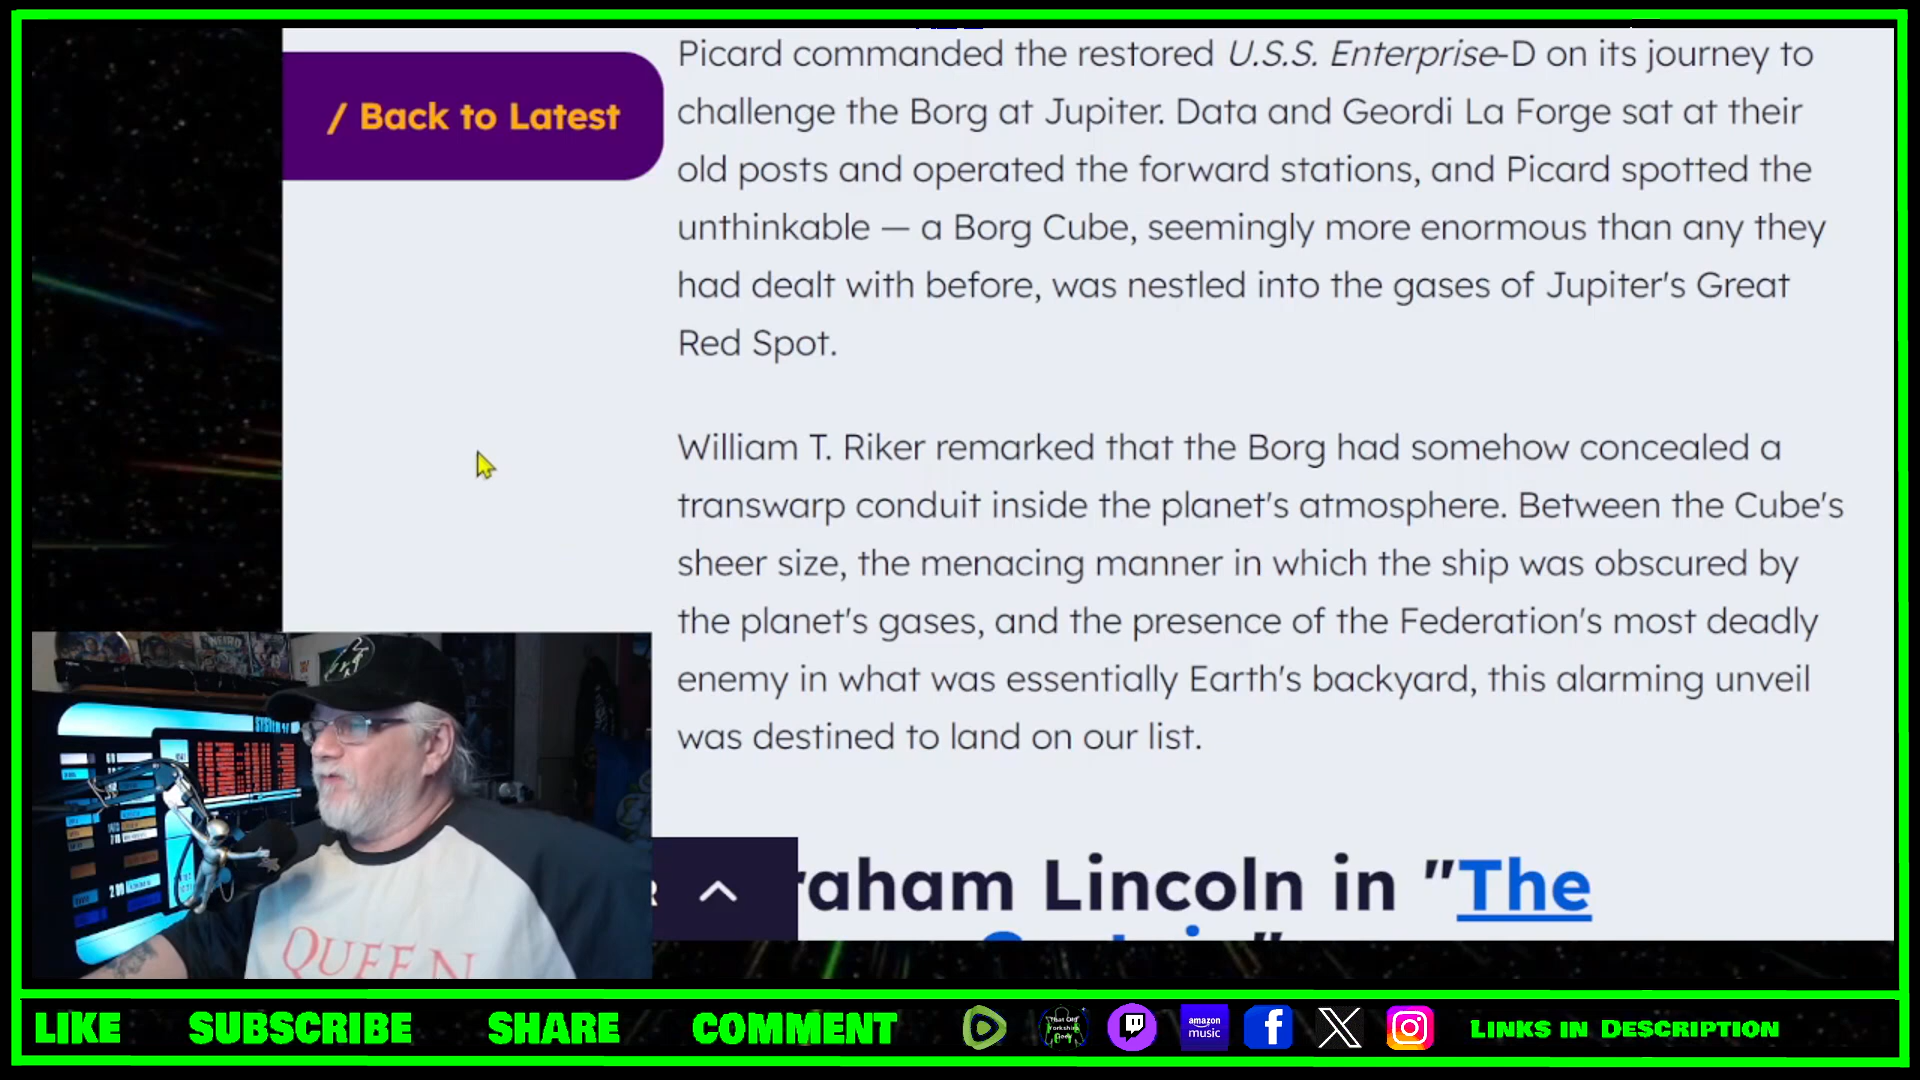 Picard commanded the restored U.S.S. Enterprise-D on its journey to
/ Back to Latest
challenge the Borg at Jupiter. Data and Geordi La Forge sat at their
old posts and operated the forward stations, and Picard spotted the
unthinkable — a Borg Cube, seemingly more enormous than any they
had dealt with before, was nestled into the gases of Jupiter's Great
Red Spot.
William T. Riker remarked that the Borg had somehow concealed a
transwarp conduit inside the planet's atmosphere. Between the Cube's
sheer size, the menacing manner in which the ship was obscured by
the planet's gases, and the presence of the Federation's most deadly
enemy in what was essentially Earth's backyard, this alarming unveil
was destined to land on our list.
raham Lincoln in "The
QUEEN
LIKE SUBSCRIBE SHARE COMMENT amazon music Links in Description